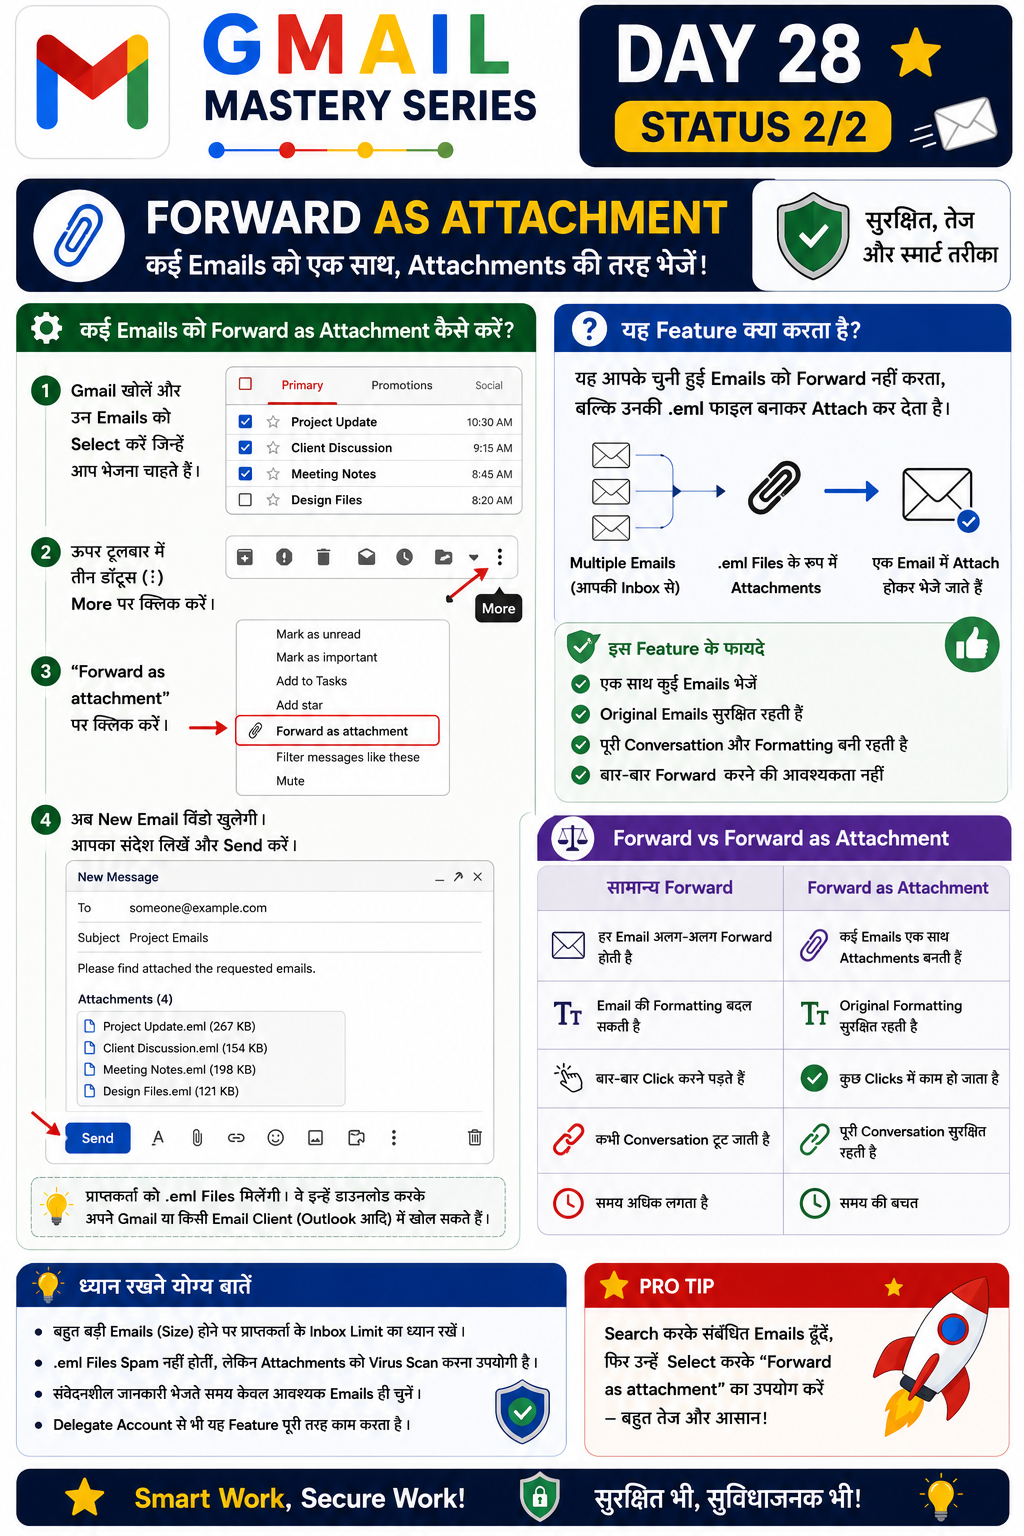 GMAIL
MASTERY SERIES
DAY 28
STATUS 2/2
FORWARD AS ATTACHMENT
कई Emails को एक साथ, Attachments की तरह भेजें!
सुरक्षित, तेज
और स्मार्ट तरीका
कई Emails को Forward as Attachment कैसे करें?
1
Gmail खोलें और
उन Emails को
Select करें जिन्हें
आप भेजना चाहते हैं।
Primary Promotions Social
Project Update 10:30 AM
Client Discussion 9:15 AM
Meeting Notes 8:45 AM
Design Files 8:20 AM
2
ऊपर टूलबार में
तीन डॉट्स (⋮)
More पर क्लिक करें।
More
3
“Forward as
attachment”
पर क्लिक करें।
Mark as unread
Mark as important
Add to Tasks
Add star
Forward as attachment
Filter messages like these
Mute
4
अब New Email विंडो खुलेगी।
आपका संदेश लिखें और Send करें।
New Message
To someone@example.com
Subject Project Emails
Please find attached the requested emails.
Attachments (4)
Project Update.eml (267 KB)
Client Discussion.eml (154 KB)
Meeting Notes.eml (198 KB)
Design Files.eml (121 KB)
Send
प्राप्तकर्ता को .eml Files मिलेंगी। वे इन्हें डाउनलोड करके
अपने Gmail या किसी Email Client (Outlook आदि) में खोल सकते हैं।
यह Feature क्या करता है?
यह आपके चुनी हुई Emails को Forward नहीं करता,
बल्कि उनकी .eml फाइल बनाकर Attach कर देता है।
Multiple Emails
(आपकी Inbox से)
.eml Files के रूप में
Attachments
एक Email में Attach
होकर भेजे जाते हैं
इस Feature के फायदे
एक साथ कुई Emails भेजें
Original Emails सुरक्षित रहती हैं
पूरी Conversattion और Formatting बनी रहती है
बार-बार Forward करने की आवश्यकता नहीं
Forward vs Forward as Attachment
सामान्य Forward
Forward as Attachment
हर Email अलग-अलग Forward
होती है
कई Emails एक साथ
Attachments बनती हैं
Email की Formatting बदल
सकती है
Original Formatting
सुरक्षित रहती है
बार-बार Click करने पड़ते हैं
कुछ Clicks में काम हो जाता है
कभी Conversation टूट जाती है
पूरी Conversation सुरक्षित
रहती है
समय अधिक लगता है
समय की बचत
ध्यान रखने योग्य बातें
• बहुत बड़ी Emails (Size) होने पर प्राप्तकर्ता के Inbox Limit का ध्यान रखें।
• .eml Files Spam नहीं होतीं, लेकिन Attachments को Virus Scan करना उपयोगी है।
• संवेदनशील जानकारी भेजते समय केवल आवश्यक Emails ही चुनें।
• Delegate Account से भी यह Feature पूरी तरह काम करता है।
PRO TIP
Search करके संबंधित Emails ढूंढें,
फिर उन्हें Select करके “Forward
as attachment” का उपयोग करें
– बहुत तेज और आसान!
Smart Work, Secure Work!
सुरक्षित भी, सुविधाजनक भी!